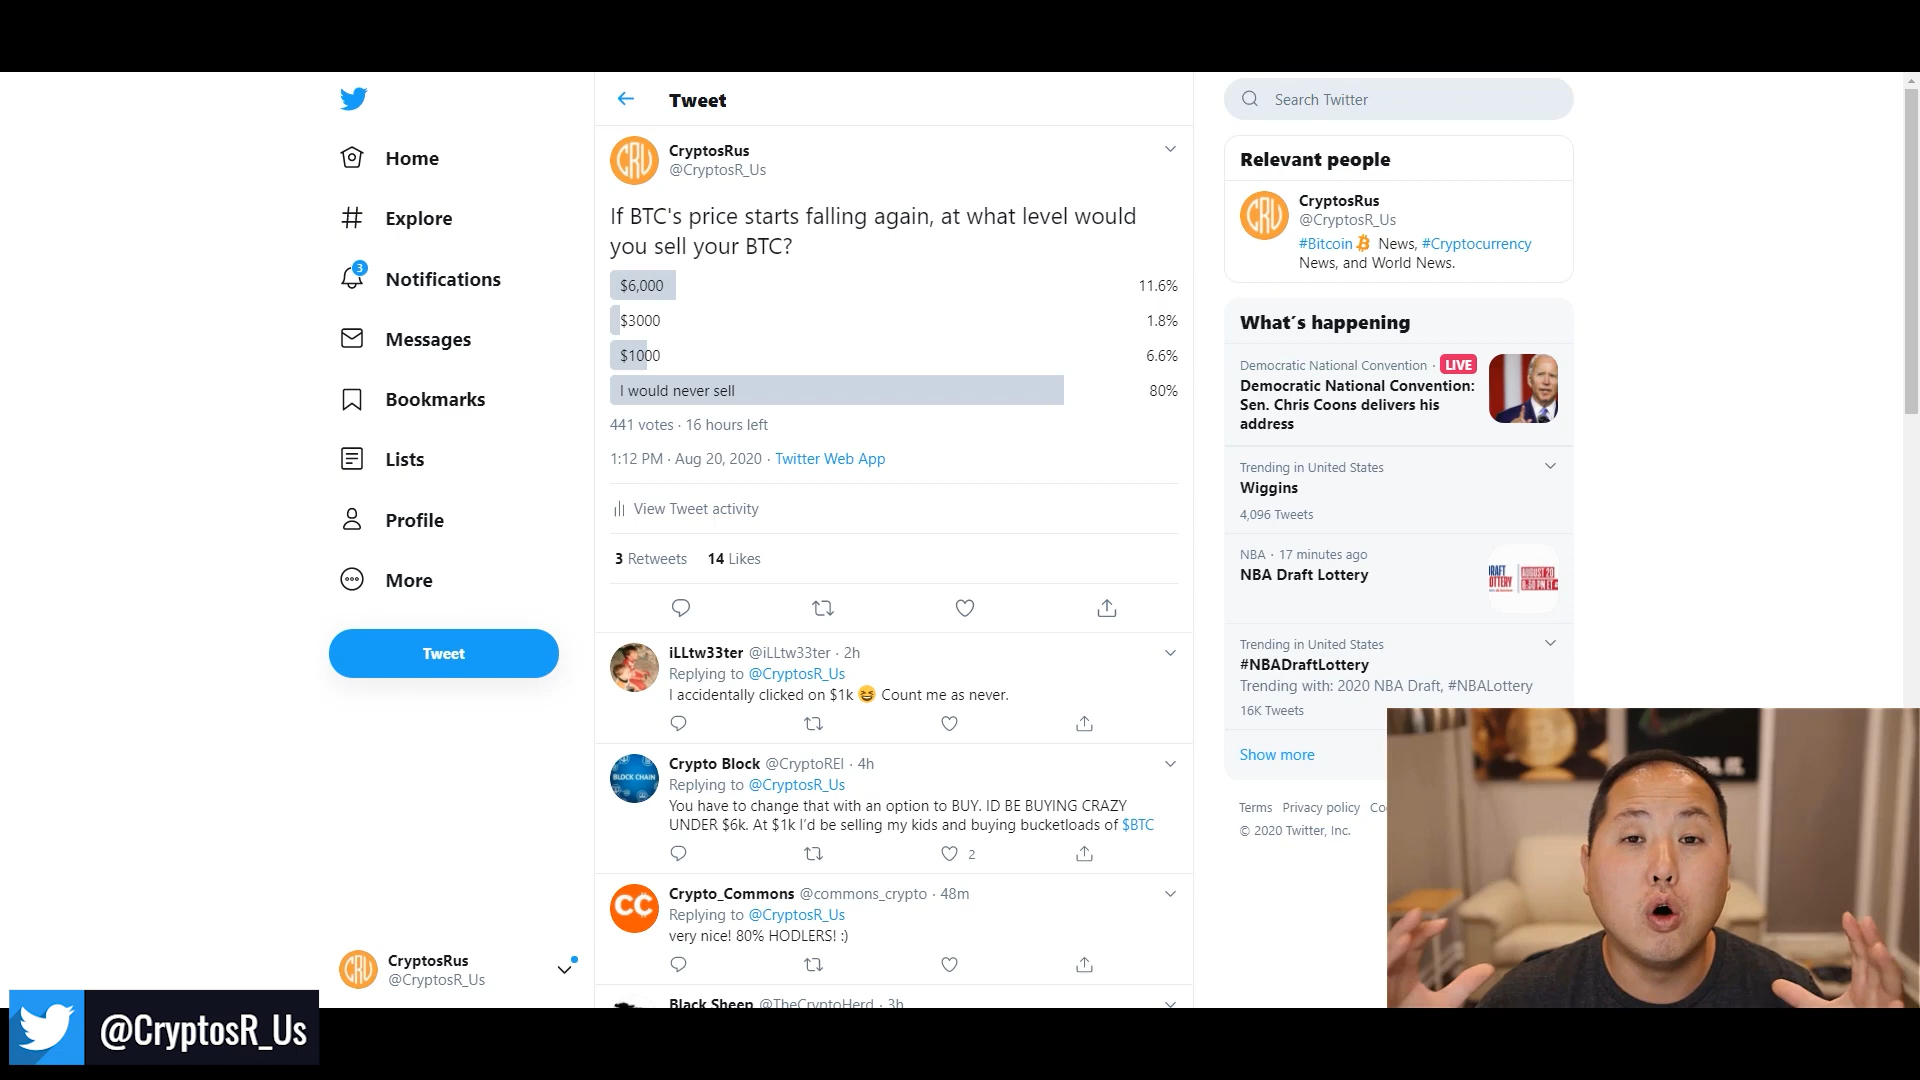 Home
Explore
3
Notifications
Messages
Bookmarks
Lists
Profile
More
Tweet
CryptosRus
@CryptosR_Us
@CryptosR_Us
Tweet
CRU
CryptosRus
@CryptosR_Us
If BTC's price starts falling again, at what level would
you sell your BTC?
$6,000 11.6%
$3000 1.8%
$1000 6.6%
I would never sell 80%
441 votes · 16 hours left
1:12 PM · Aug 20, 2020 · Twitter Web App
View Tweet activity
3 Retweets 14 Likes
iLLtw33ter @iLLtw33ter · 2h
Replying to @CryptosR_Us
I accidentally clicked on $1k 😆 Count me as never.
BLOCK CHAIN
Crypto Block @CryptoREI · 4h
Replying to @CryptosR_Us
You have to change that with an option to BUY. ID BE BUYING CRAZY
UNDER $6k. At $1k I'd be selling my kids and buying bucketloads of $BTC
2
CC
Crypto_Commons @commons_crypto · 48m
Replying to @CryptosR_Us
very nice! 80% HODLERS! :)
Black Sheep @TheCryptoHerd · 3h
Search Twitter
Relevant people
CRU
CryptosRus
@CryptosR_Us
#Bitcoin News, #Cryptocurrency
News, and World News.
What´s happening
Democratic National Convention · LIVE
Democratic National Convention:
Sen. Chris Coons delivers his
address
Trending in United States
Wiggins
4,096 Tweets
NBA · 17 minutes ago
NBA Draft Lottery
Trending in United States
#NBADraftLottery
Trending with: 2020 NBA Draft, #NBALottery
16K Tweets
Show more
Terms Privacy policy Co
© 2020 Twitter, Inc.